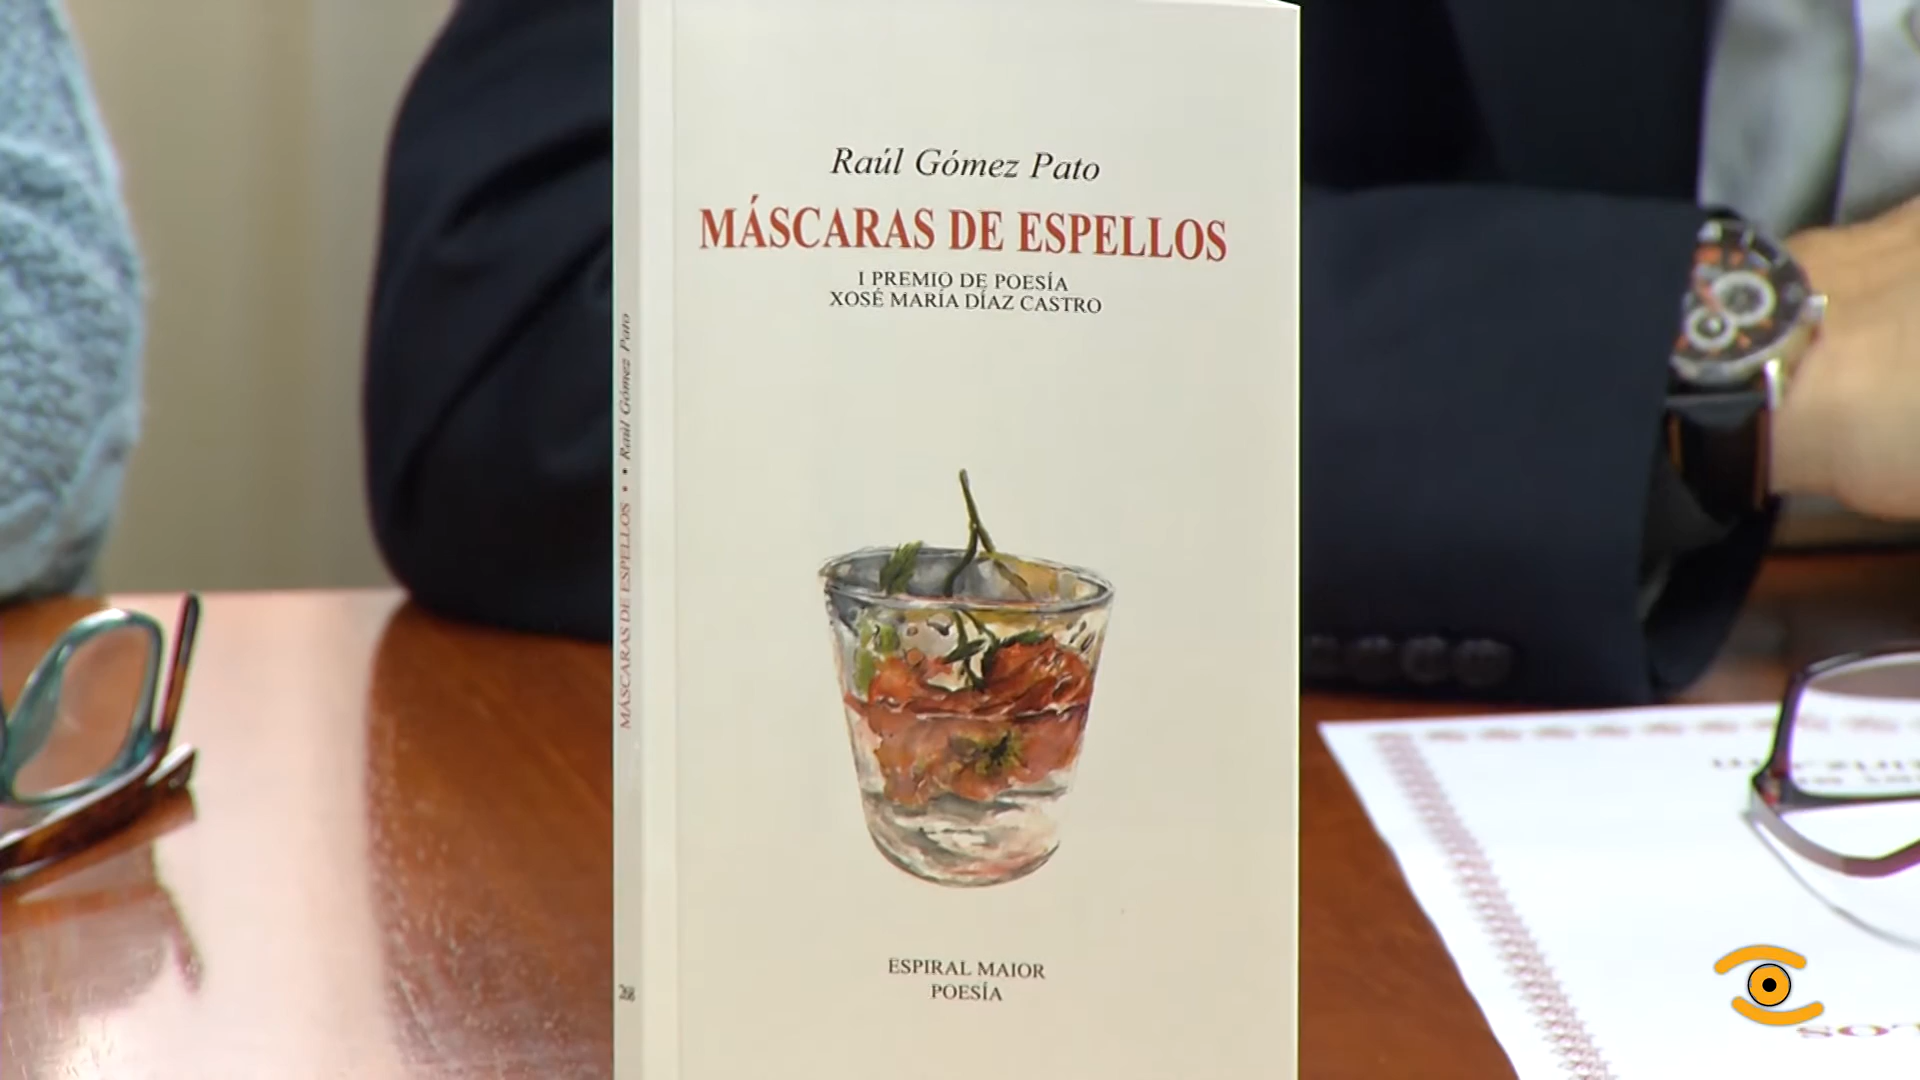 Raúl Gómez Pato
MÁSCARAS DE ESPELLOS
I PREMIO DE POESÍA
XOSÉ MARÍA DÍAZ CASTRO
ESPIRAL MAIOR
POESÍA
MÁSCARAS DE ESPELLOS • • Raúl Gómez Pato
268